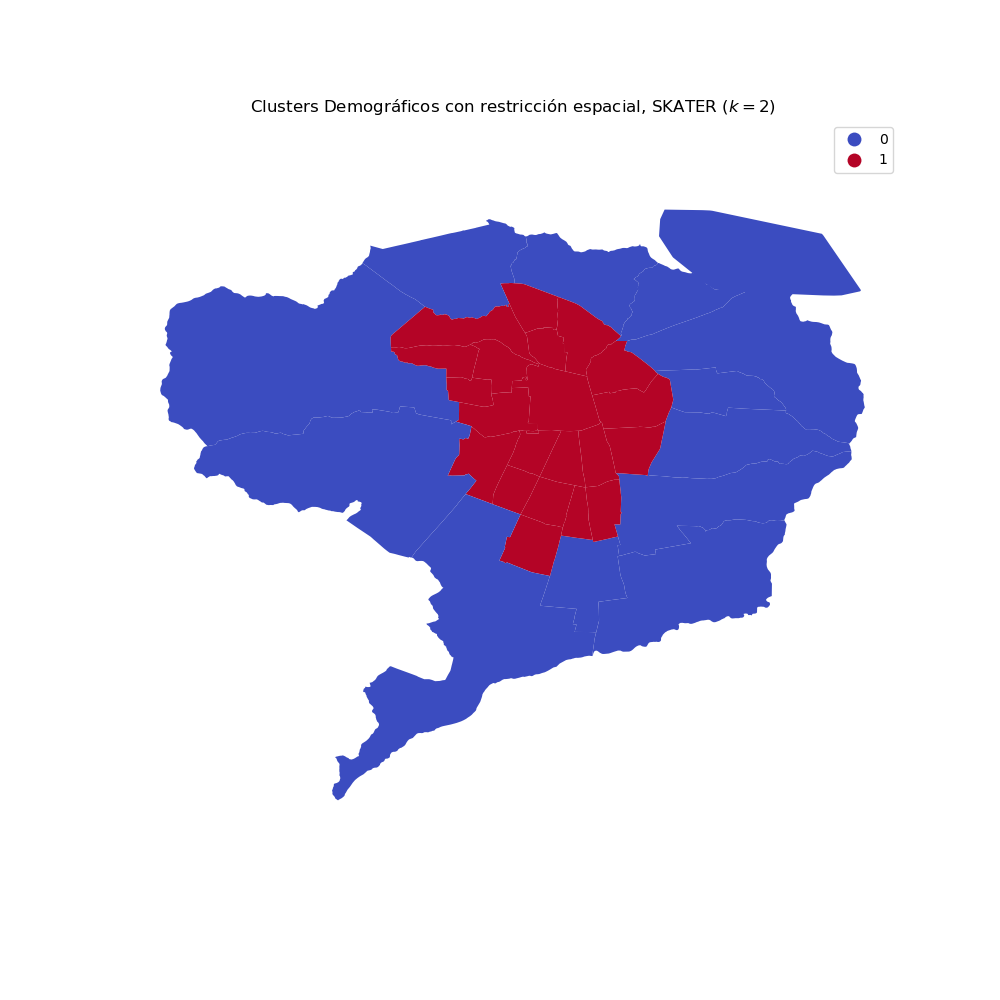 Clusters Demográficos con restricción espacial, SKATER (k = 2)
0
1